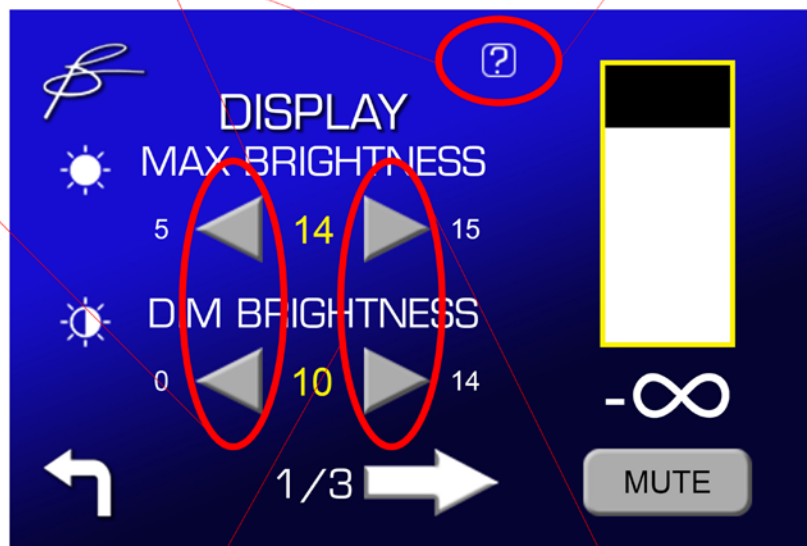 ?
DISPLAY
MAX BRIGHTNESS
5 14 15
DIM BRIGHTNESS
0 10 14
-∞
1/3
MUTE